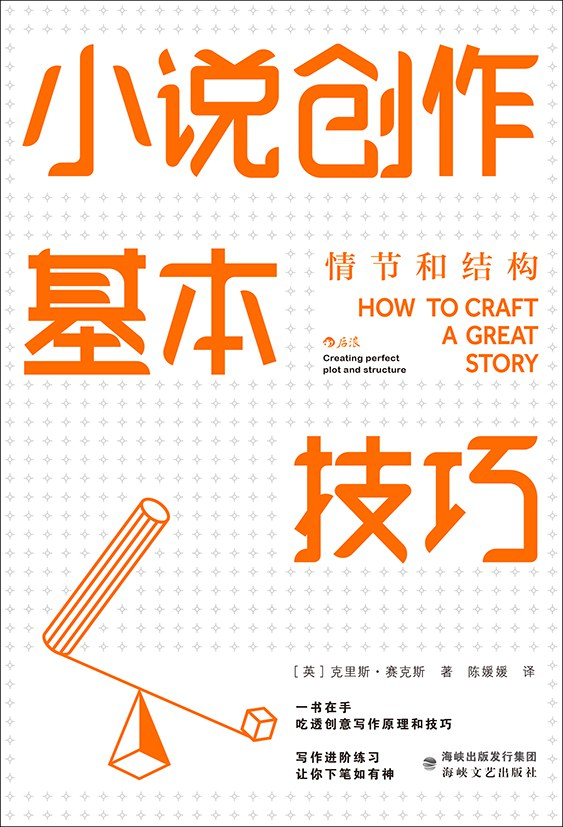 小说创作
基本
情节和结构
HOW TO CRAFT
A GREAT
STORY
后浪
Creating perfect
plot and structure
技巧
[英] 克里斯·赛克斯 著 陈媛媛 译
一书在手
吃透创意写作原理和技巧
写作进阶练习
让你下笔如有神
海峡出版发行集团
海峡文艺出版社